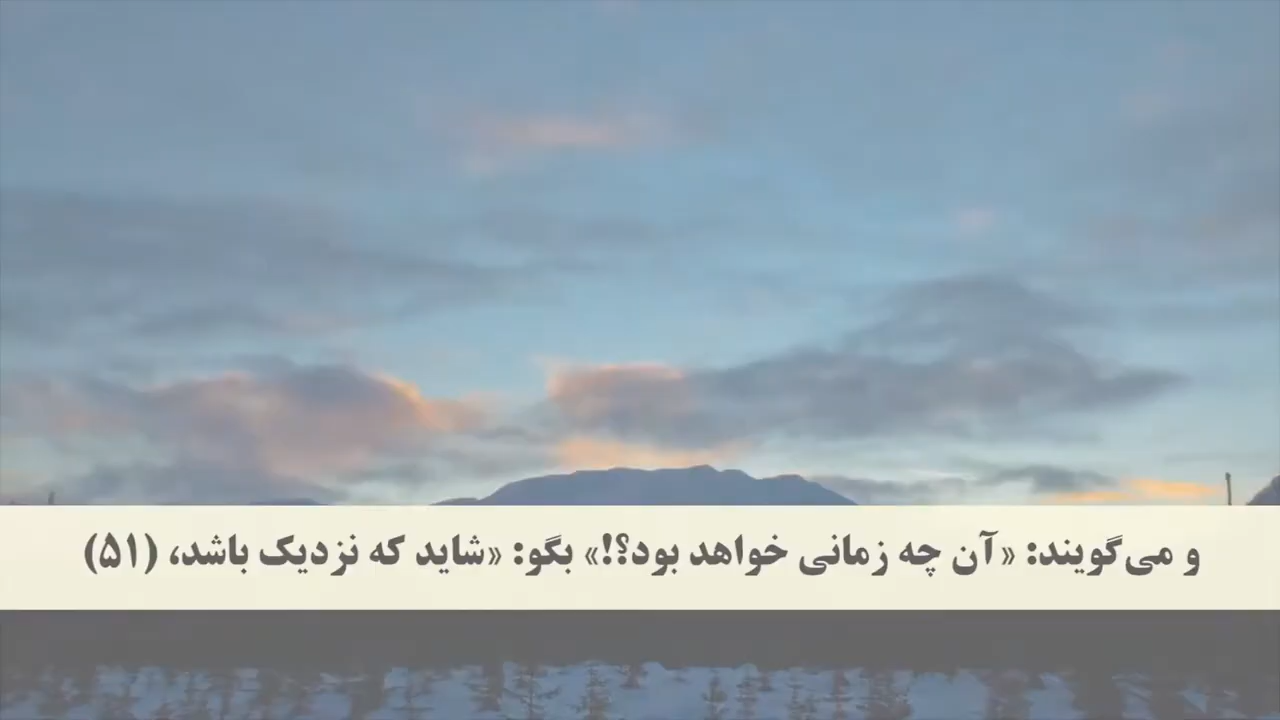 و می‌گویند: «آن چه زمانی خواهد بود؟!» بگو: «شاید که نزدیک باشد، (۵۱)